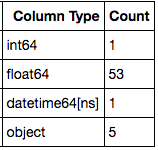 Column Type Count
int64 1
float64 53
datetime64[ns] 1
object 5